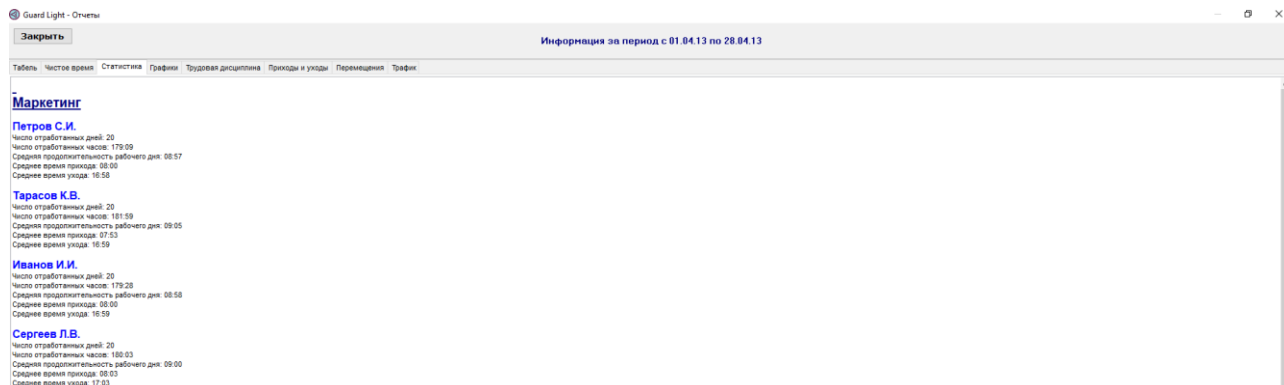 Guard Light - Отчеты
Закрыть
Информация за период с 01.04.13 по 28.04.13
Табель Чистое время Статистика Графики Трудовая дисциплина Приходы и уходы Перемещения Трафик
Маркетинг
Петров С.И.
Число отработанных дней: 20
Число отработанных часов: 179:09
Средняя продолжительность рабочего дня: 08:57
Среднее время прихода: 08:00
Среднее время ухода: 16:58
Тарасов К.В.
Число отработанных дней: 20
Число отработанных часов: 181:59
Средняя продолжительность рабочего дня: 09:05
Среднее время прихода: 07:53
Среднее время ухода: 16:59
Иванов И.И.
Число отработанных дней: 20
Число отработанных часов: 179:28
Средняя продолжительность рабочего дня: 08:58
Среднее время прихода: 08:00
Среднее время ухода: 16:59
Сергеев Л.В.
Число отработанных дней: 20
Число отработанных часов: 180:03
Средняя продолжительность рабочего дня: 09:00
Среднее время прихода: 08:03
Среднее время ухода: 17:03